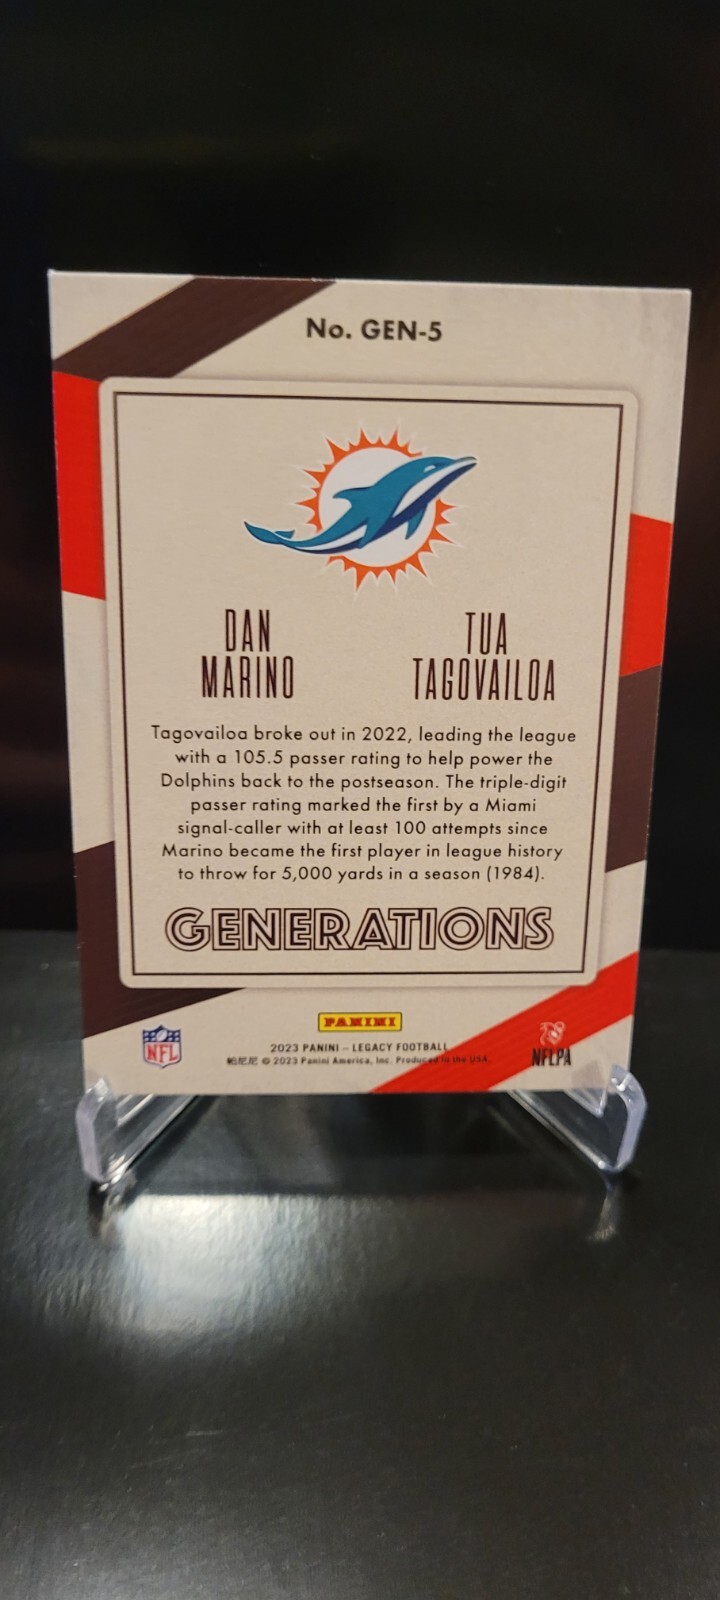 No. GEN-5
DAN
MARINO
TUA
TAGOVAILOA
Tagovailoa broke out in 2022, leading the league
with a 105.5 passer rating to help power the
Dolphins back to the postseason. The triple-digit
passer rating marked the first by a Miami
signal-caller with at least 100 attempts since
Marino became the first player in league history
to throw for 5,000 yards in a season (1984).
GENERATIONS
PANINI
NFL
2023 PANINI – LEGACY FOOTBALL
帕尼尼 © 2023 Panini America, Inc. Produced in the USA.
NFLPA